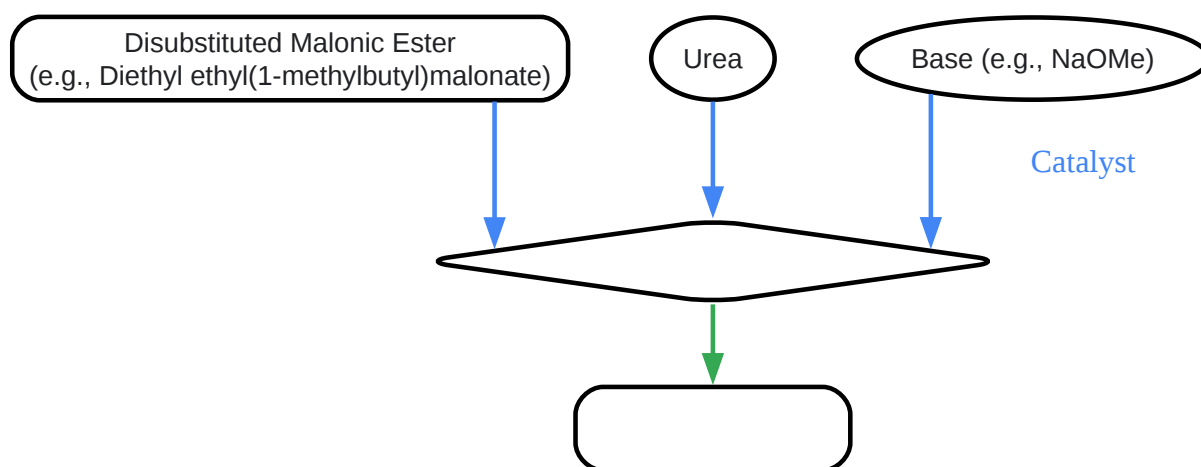 Disubstituted Malonic Ester
(e.g., Diethyl ethyl(1-methylbutyl)malonate)
Urea
Base (e.g., NaOMe)
Catalyst